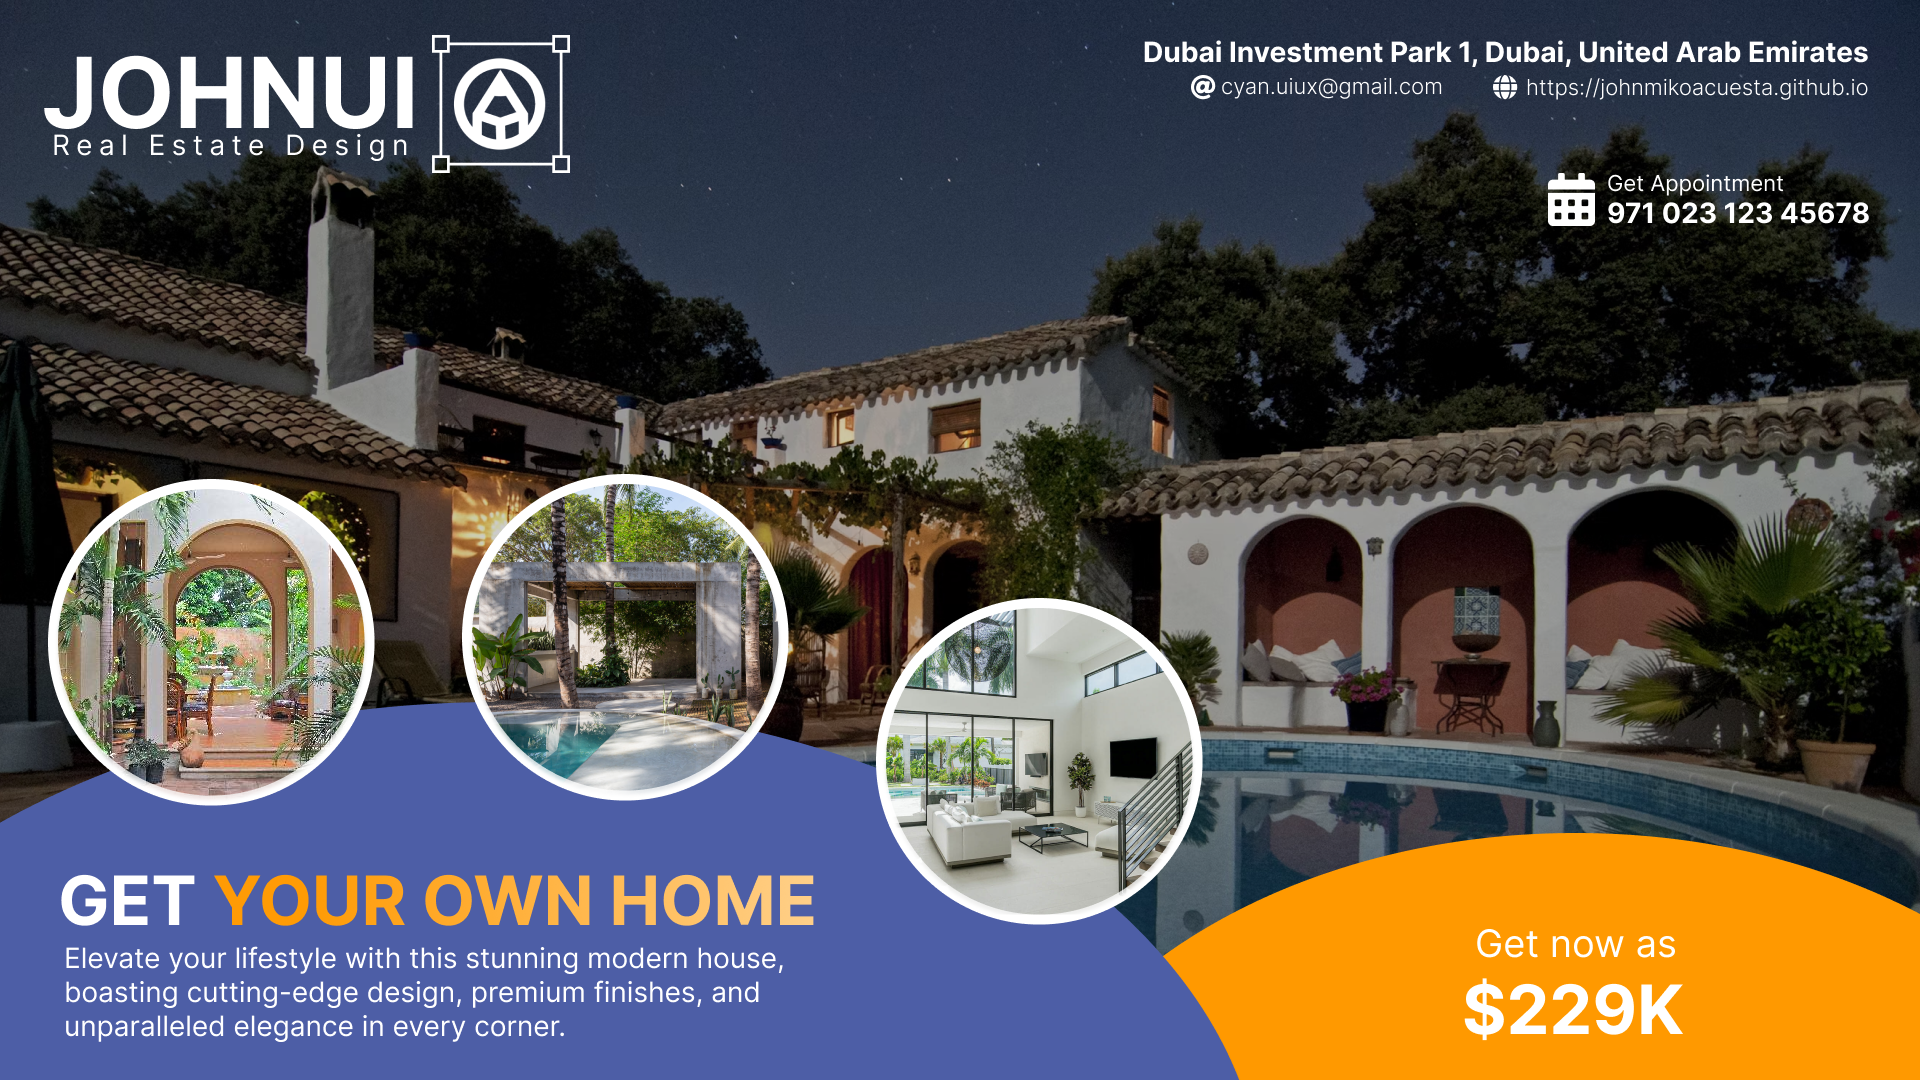 JOHNUI
Real Estate Design
Dubai Investment Park 1, Dubai, United Arab Emirates
cyan.uiux@gmail.com
https://johnmikoacuesta.github.io
Get Appointment
971 023 123 45678
GET YOUR OWN HOME
Elevate your lifestyle with this stunning modern house,
boasting cutting-edge design, premium finishes, and
unparalleled elegance in every corner.
Get now as
$229K